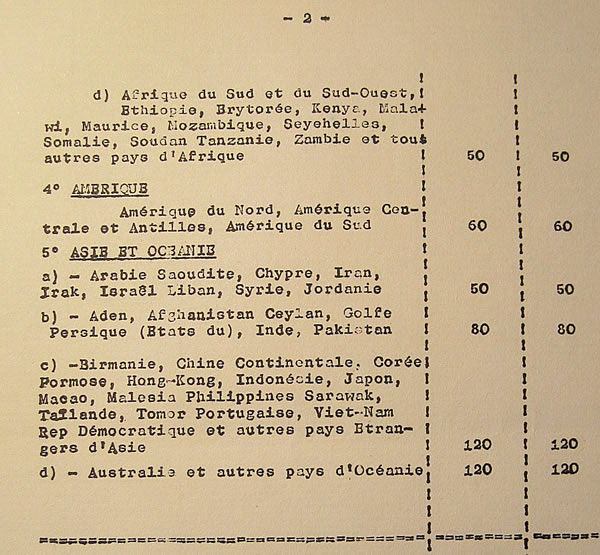 - 2 -
d) Afrique du Sud et du Sud-Ouest,
Ethiopie, Brytorée, Kenya, Mala-
wi, Maurice, Mozambique, Seyehelles,
Somalie, Soudan Tanzanie, Zambie et tous
autres pays d'Afrique 50 50
4° AMERIQUE
Amérique du Nord, Amérique Cen-
trale et Antilles, Amérique du Sud 60 60
5° ASIE ET OCEANIE
a) - Arabie Saoudite, Chypre, Iran,
Irak, Israël Liban, Syrie, Jordanie 50 50
b) - Aden, Afghanistan Ceylan, Golfe
Persique (Etats du), Inde, Pakistan 80 80
c) -Birmanie, Chine Continentale, Corée
Formose, Hong-Kong, Indonésie, Japon,
Macao, Malesia Philippines Sarawak,
Taïlande, Tomor Portugaise, Viet-Nam
Rep Démocratique et autres pays Etran-
gers d'Asie 120 120
d) - Australie et autres pays d'Océanie 120 120